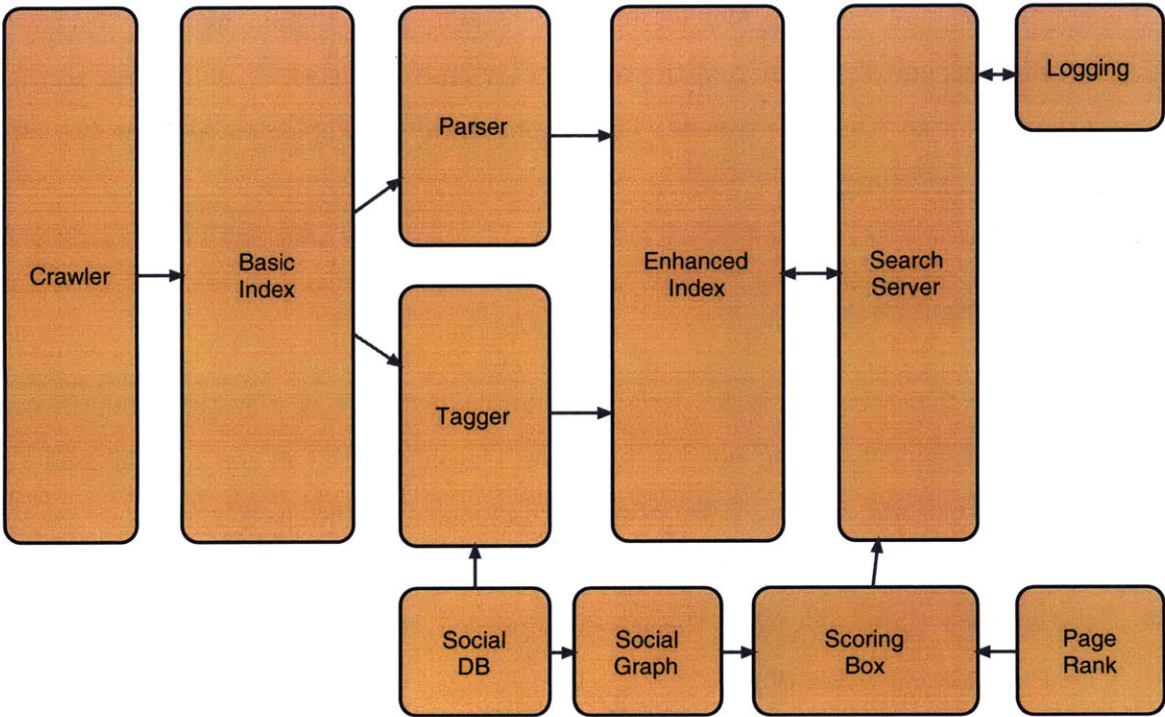 Crawler
Basic
Index
Parser
Tagger
Enhanced
Index
Search
Server
Logging
Social
DB
Social
Graph
Scoring
Box
Page
Rank